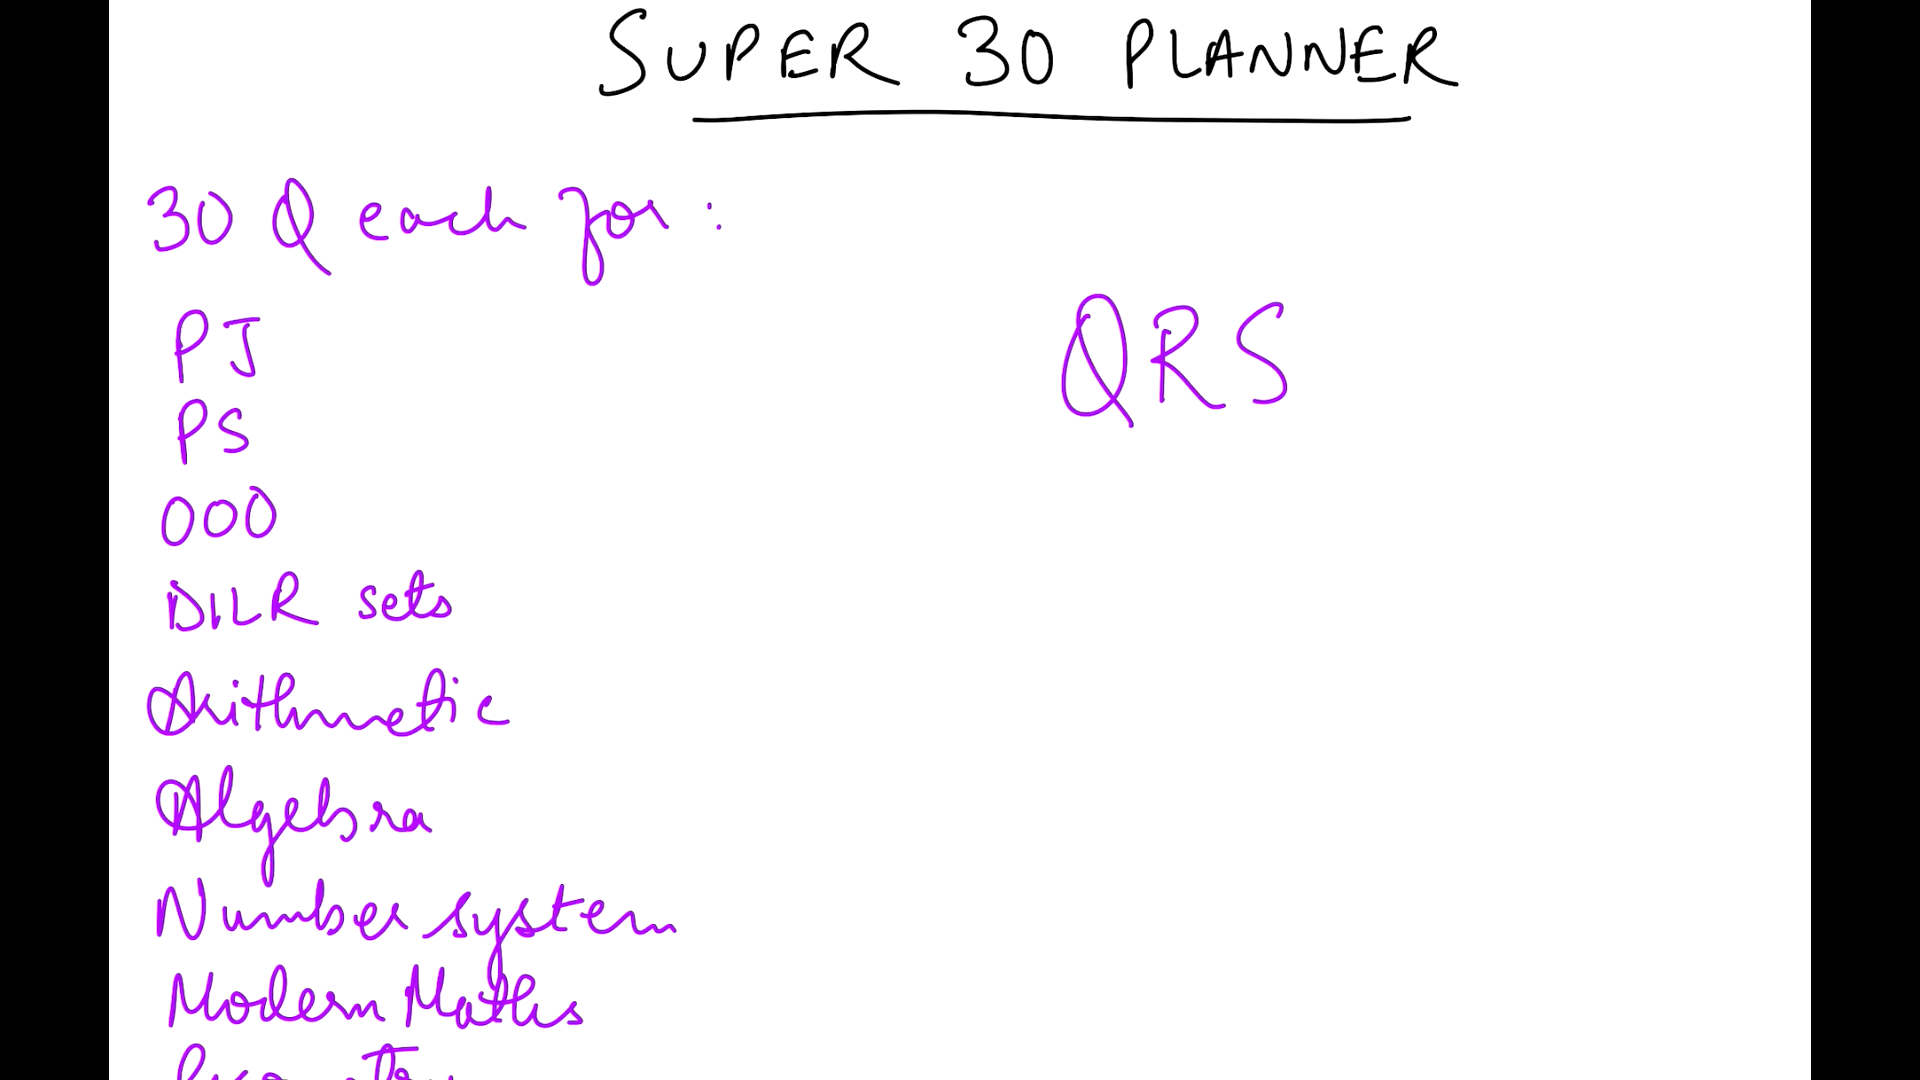 SUPER 30 PLANNER
30 Q each for :
PJ
QRS
PS
OOO
DILR sets
Arithmetic
Algebra
Number system
Modern Maths